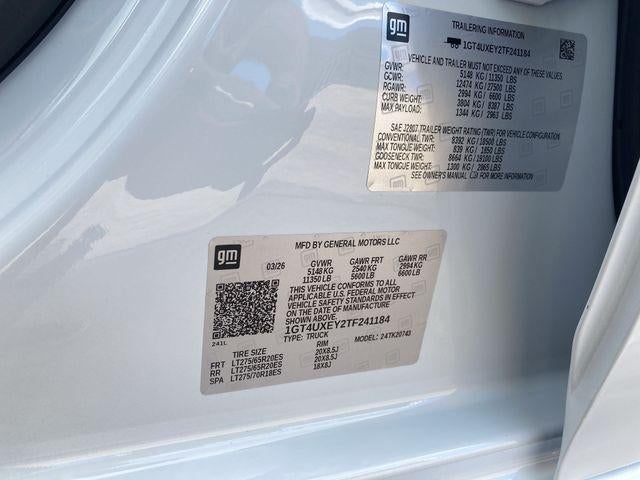 gm
TRAILERING INFORMATION
1GT4UXEY2TF241184
VEHICLE AND TRAILER MUST NOT EXCEED ANY OF THESE VALUES
GVWR: 5148 KG / 11350 LBS
GCWR: 12474 KG / 27500 LBS
RGAWR: 2994 KG / 6600 LBS
CURB WEIGHT: 3804 KG / 8387 LBS
MAX PAYLOAD: 1344 KG / 2963 LBS
SAE J2807 TRAILER WEIGHT RATING (TWR) FOR VEHICLE CONFIGURATION
CONVENTIONAL TWR: 8392 KG / 18500 LBS
MAX TONGUE WEIGHT: 839 KG / 1850 LBS
GOOSENECK TWR: 8664 KG / 19100 LBS
MAX TONGUE WEIGHT: 1300 KG / 2865 LBS
SEE OWNER'S MANUAL FOR MORE INFORMATION
gm
MFD BY GENERAL MOTORS LLC
03/26 GVWR GAWR FRT GAWR RR
5148 KG 2540 KG 2994 KG
11350 LB 5600 LB 6600 LB
THIS VEHICLE CONFORMS TO ALL
APPLICABLE U.S. FEDERAL MOTOR
VEHICLE SAFETY STANDARDS IN EFFECT
ON THE DATE OF MANUFACTURE
SHOWN ABOVE.
1GT4UXEY2TF241184
241L TYPE: TRUCK MODEL: 24TK20743
TIRE SIZE RIM
FRT LT275/65R20ES 20X8.5J
RR LT275/65R20ES 20X8.5J
SPA LT275/70R18ES 18X8J